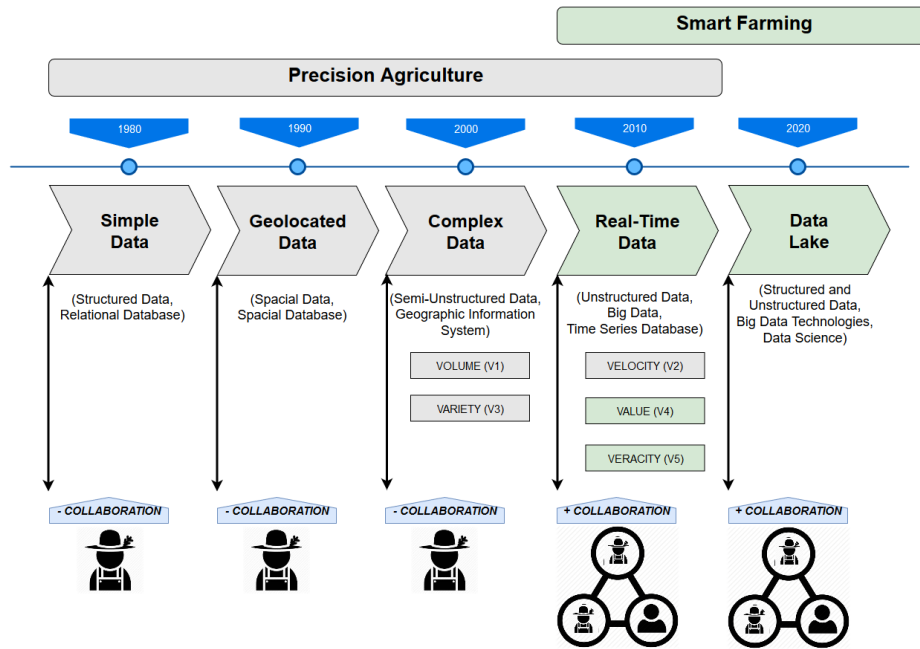 Smart Farming
Precision Agriculture
1980
1990
2000
2010
2020
Simple
Data
Geolocated
Data
Complex
Data
Real-Time
Data
Data
Lake
(Structured Data,
Relational Database)
(Spacial Data,
Spacial Database)
(Semi-Unstructured Data,
Geographic Information
System)
(Unstructured Data,
Big Data,
Time Series Database)
(Structured and
Unstructured Data,
Big Data Technologies,
Data Science)
VOLUME (V1)
VARIETY (V3)
VELOCITY (V2)
VALUE (V4)
VERACITY (V5)
- COLLABORATION
- COLLABORATION
- COLLABORATION
+ COLLABORATION
+ COLLABORATION